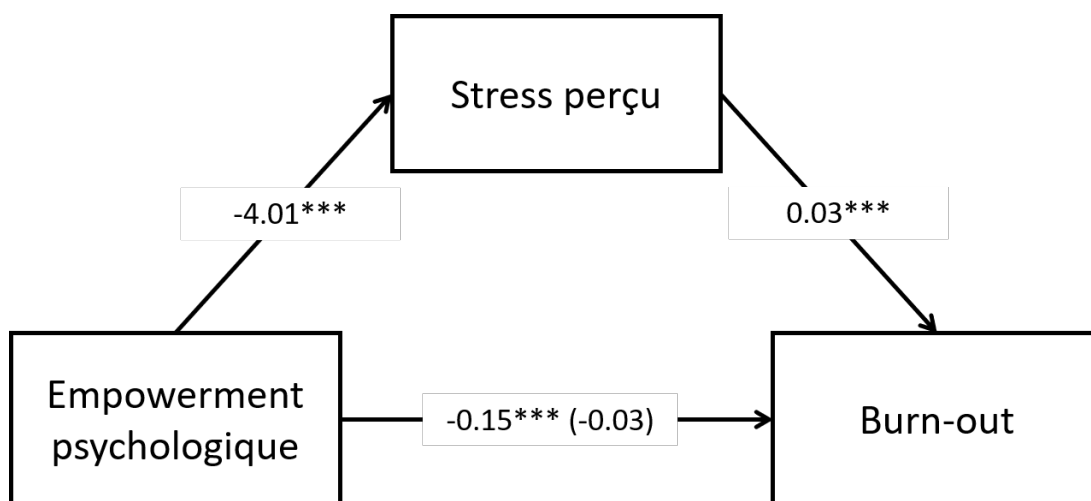 Stress perçu
-4.01***
0.03***
Empowerment
psychologique
-0.15*** (-0.03)
Burn-out